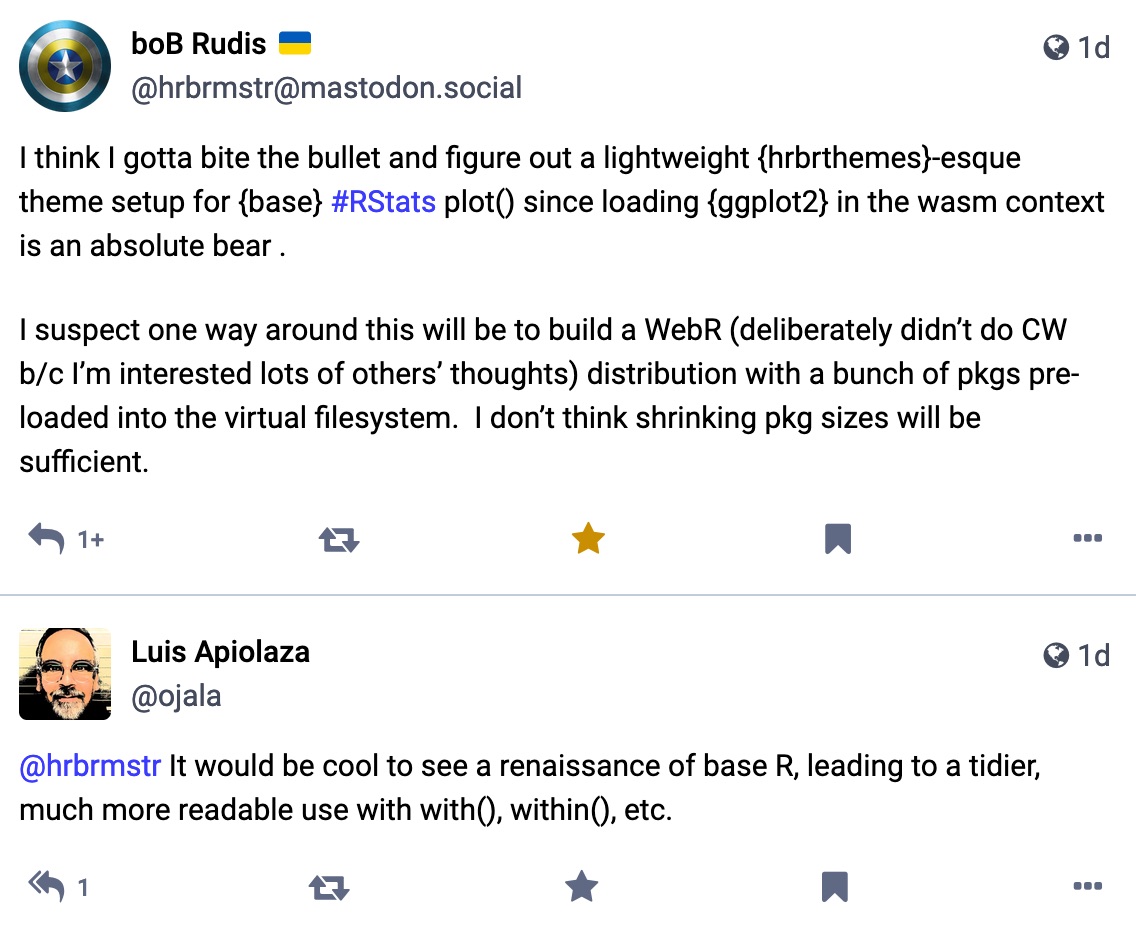 boB Rudis 🇺🇦
1d
@hrbrmstr@mastodon.social
I think I gotta bite the bullet and figure out a lightweight {hrbrthemes}-esque
theme setup for {base} #RStats plot() since loading {ggplot2} in the wasm context
is an absolute bear .
I suspect one way around this will be to build a WebR (deliberately didn’t do CW
b/c I’m interested lots of others’ thoughts) distribution with a bunch of pkgs pre-
loaded into the virtual filesystem.  I don’t think shrinking pkg sizes will be
sufficient.
1+
Luis Apiolaza
1d
@ojala
@hrbrmstr It would be cool to see a renaissance of base R, leading to a tidier,
much more readable use with with(), within(), etc.
1